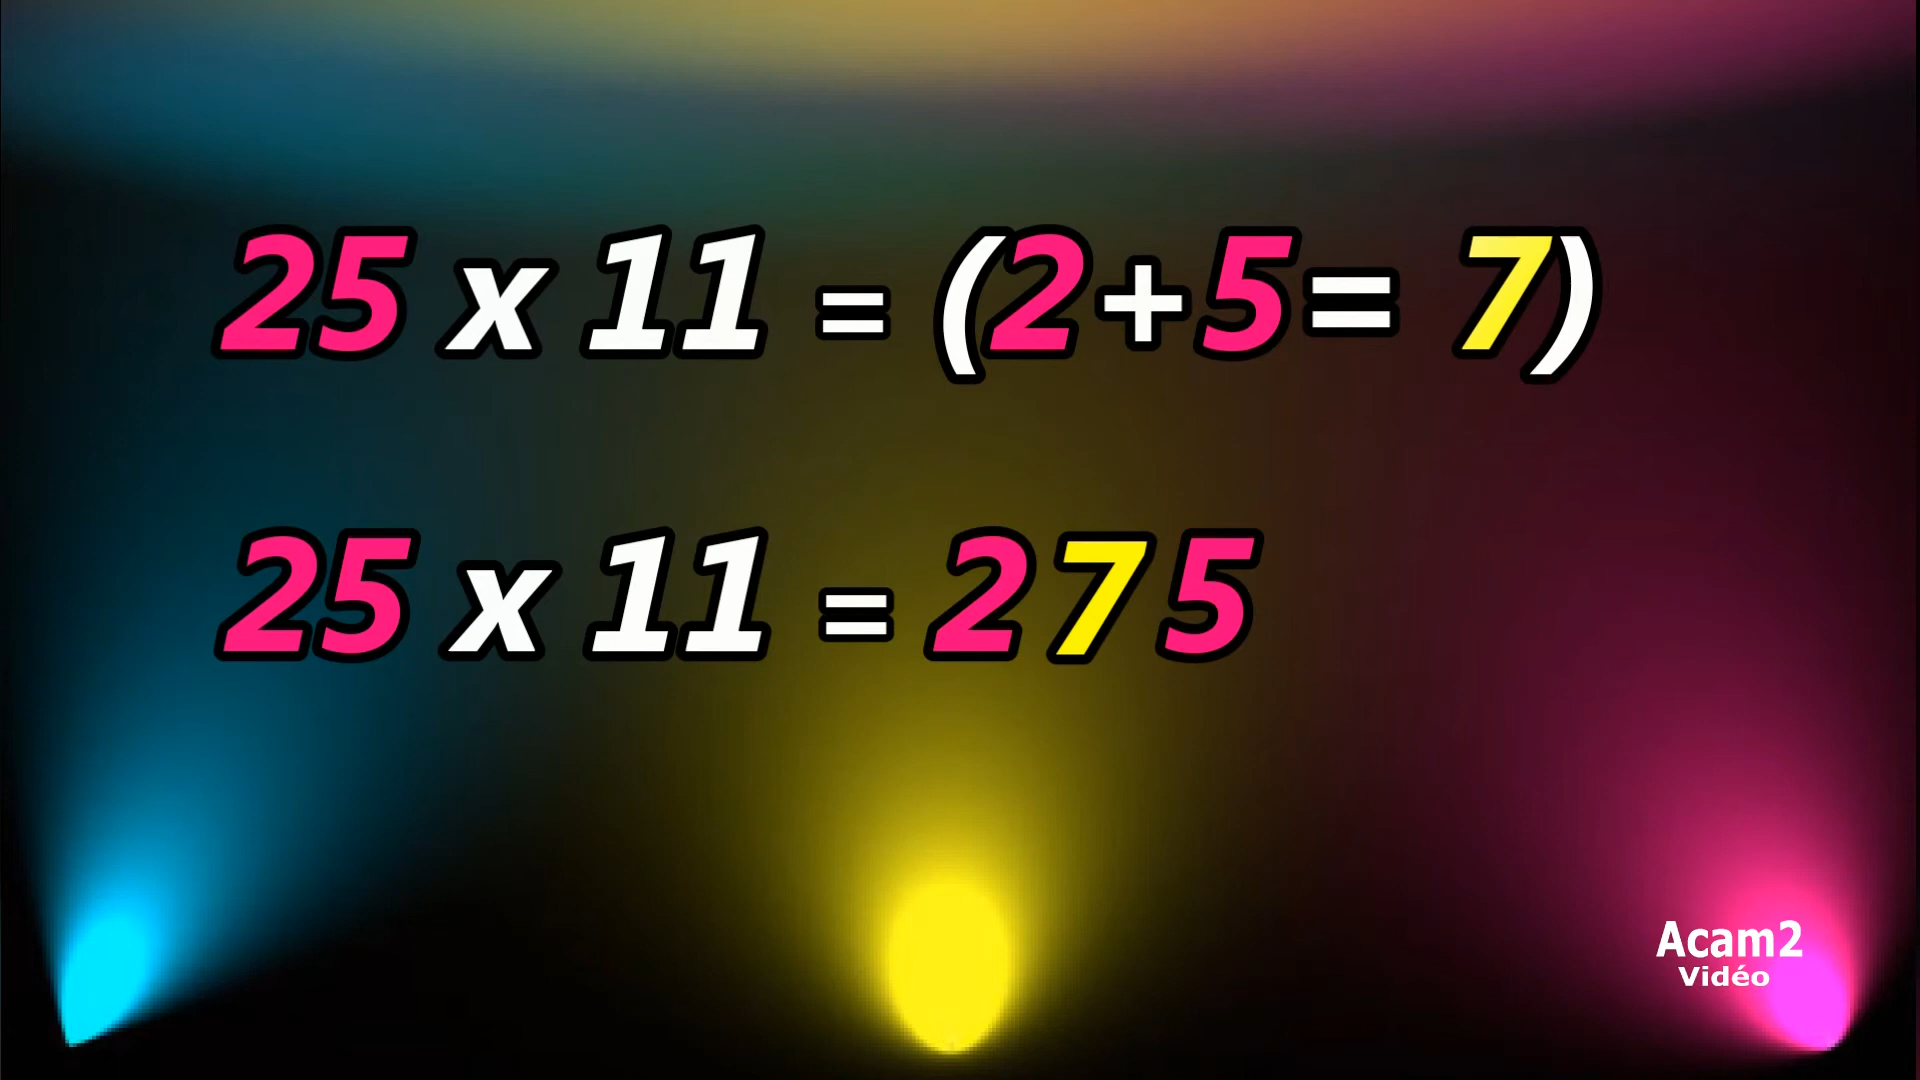 25 x 11 = (2+5= 7)
25 x 11 = 275
Acam2
Vidéo